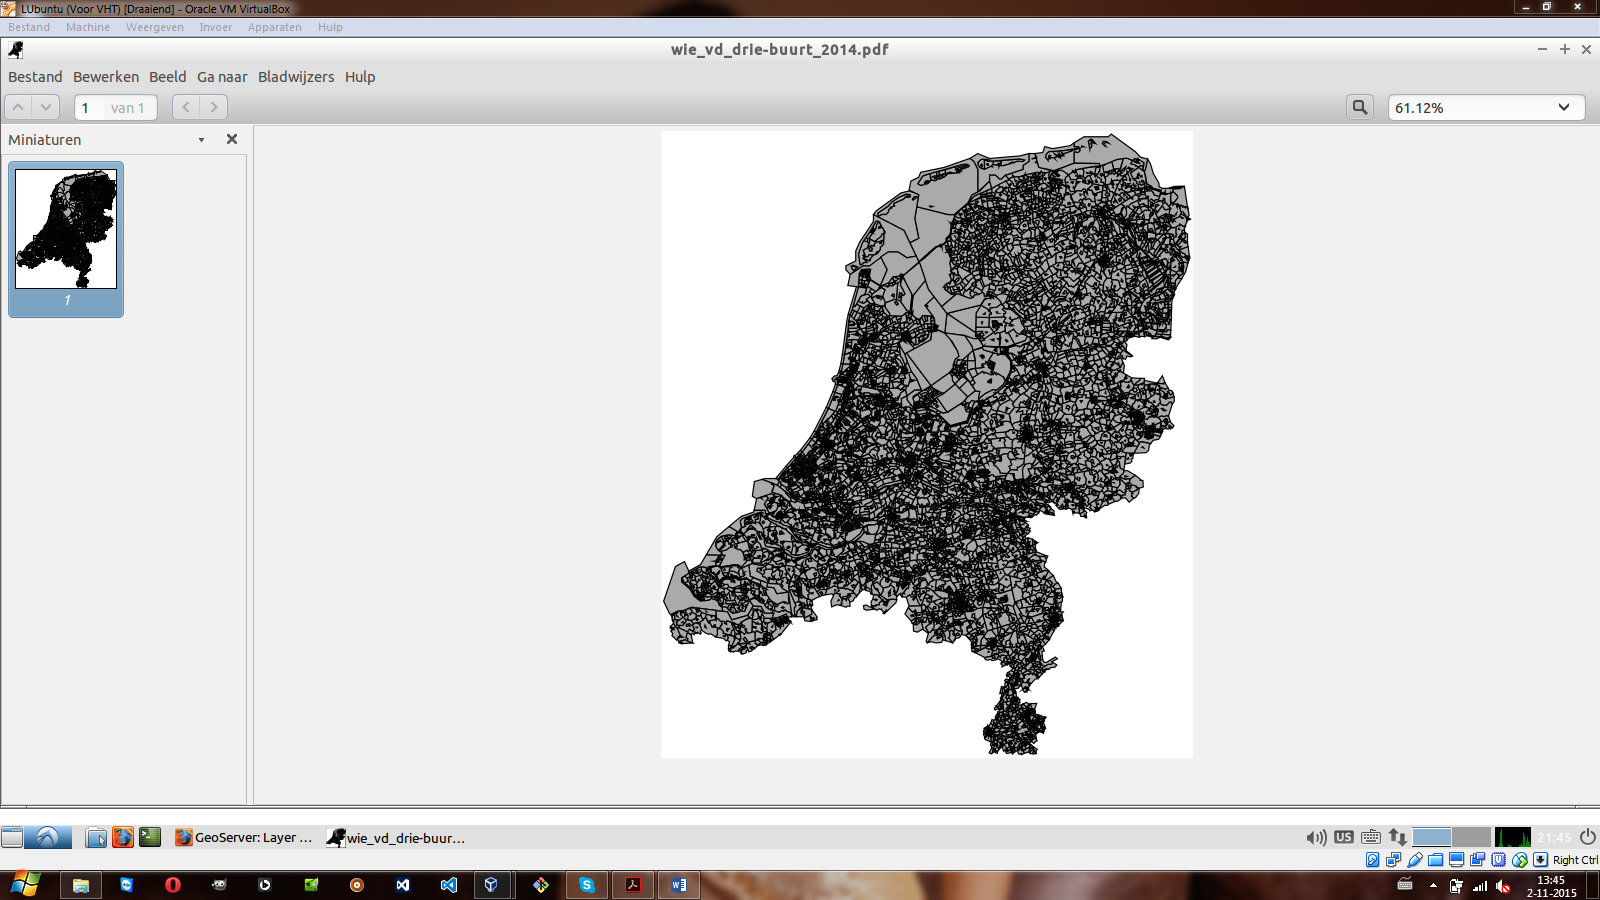 LUbuntu (Voor VHT) [Draaiend] - Oracle VM VirtualBox
Bestand Machine Weergeven Invoer Apparaten Hulp
wie_vd_drie-buurt_2014.pdf
Bestand Bewerken Beeld Ga naar Bladwijzers Hulp
1 van 1
61.12%
Miniaturen
1
GeoServer: Layer ...
wie_vd_drie-buur...
US
21:45
Right Ctrl
13:45
2-11-2015